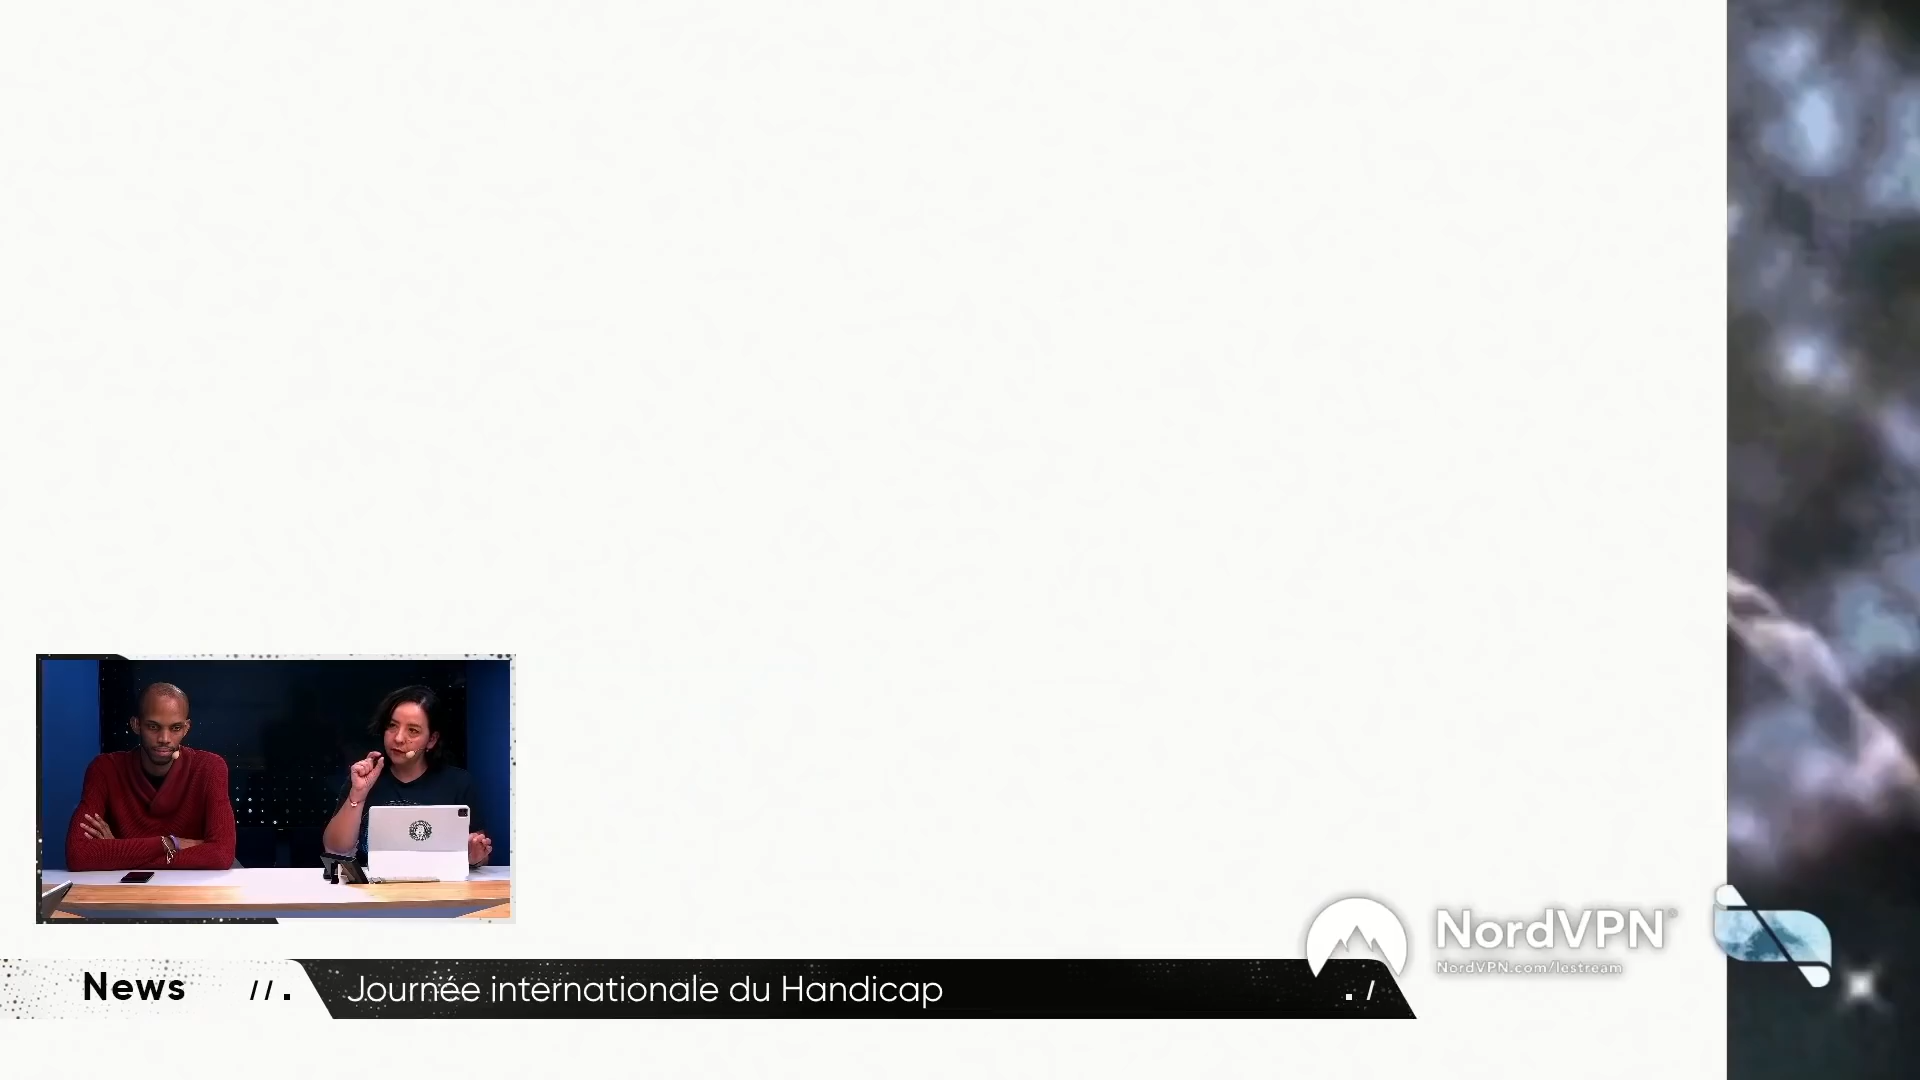 NordVPN®
NordVPN.com/lestream
News //.
Journée internationale du Handicap ./